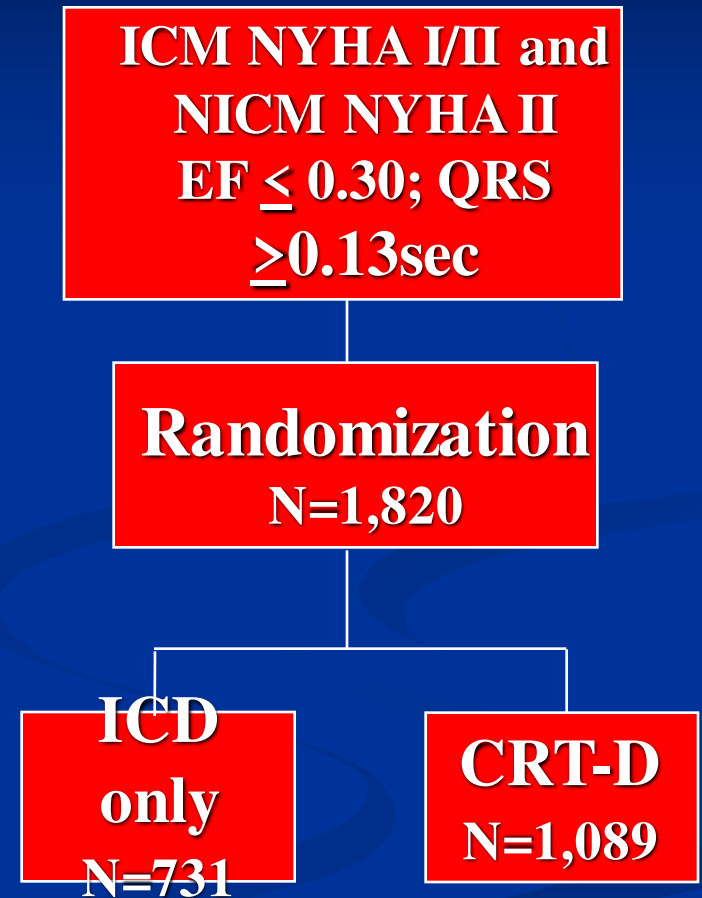 ICM NYHA I/II and
NICM NYHA II
EF ≤ 0.30; QRS
≥0.13sec
Randomization
N=1,820
ICD
only
N=731
CRT-D
N=1,089